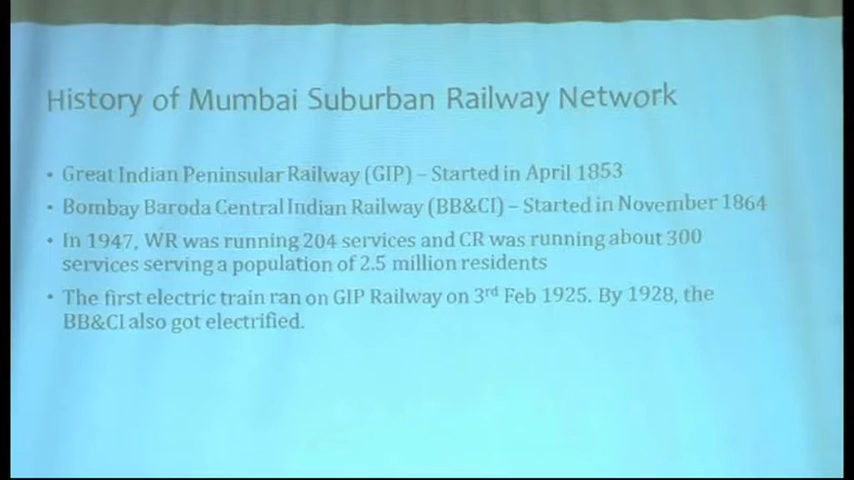 History of Mumbai Suburban Railway Network
• Great Indian Peninsular Railway (GIP) – Started in April 1853
• Bombay Baroda Central Indian Railway (BB&CI) – Started in November 1864
• In 1947, WR was running 204 services and CR was running about 300
services serving a population of 2.5 million residents
• The first electric train ran on GIP Railway on 3rd Feb 1925. By 1928, the
BB&CI also got electrified.